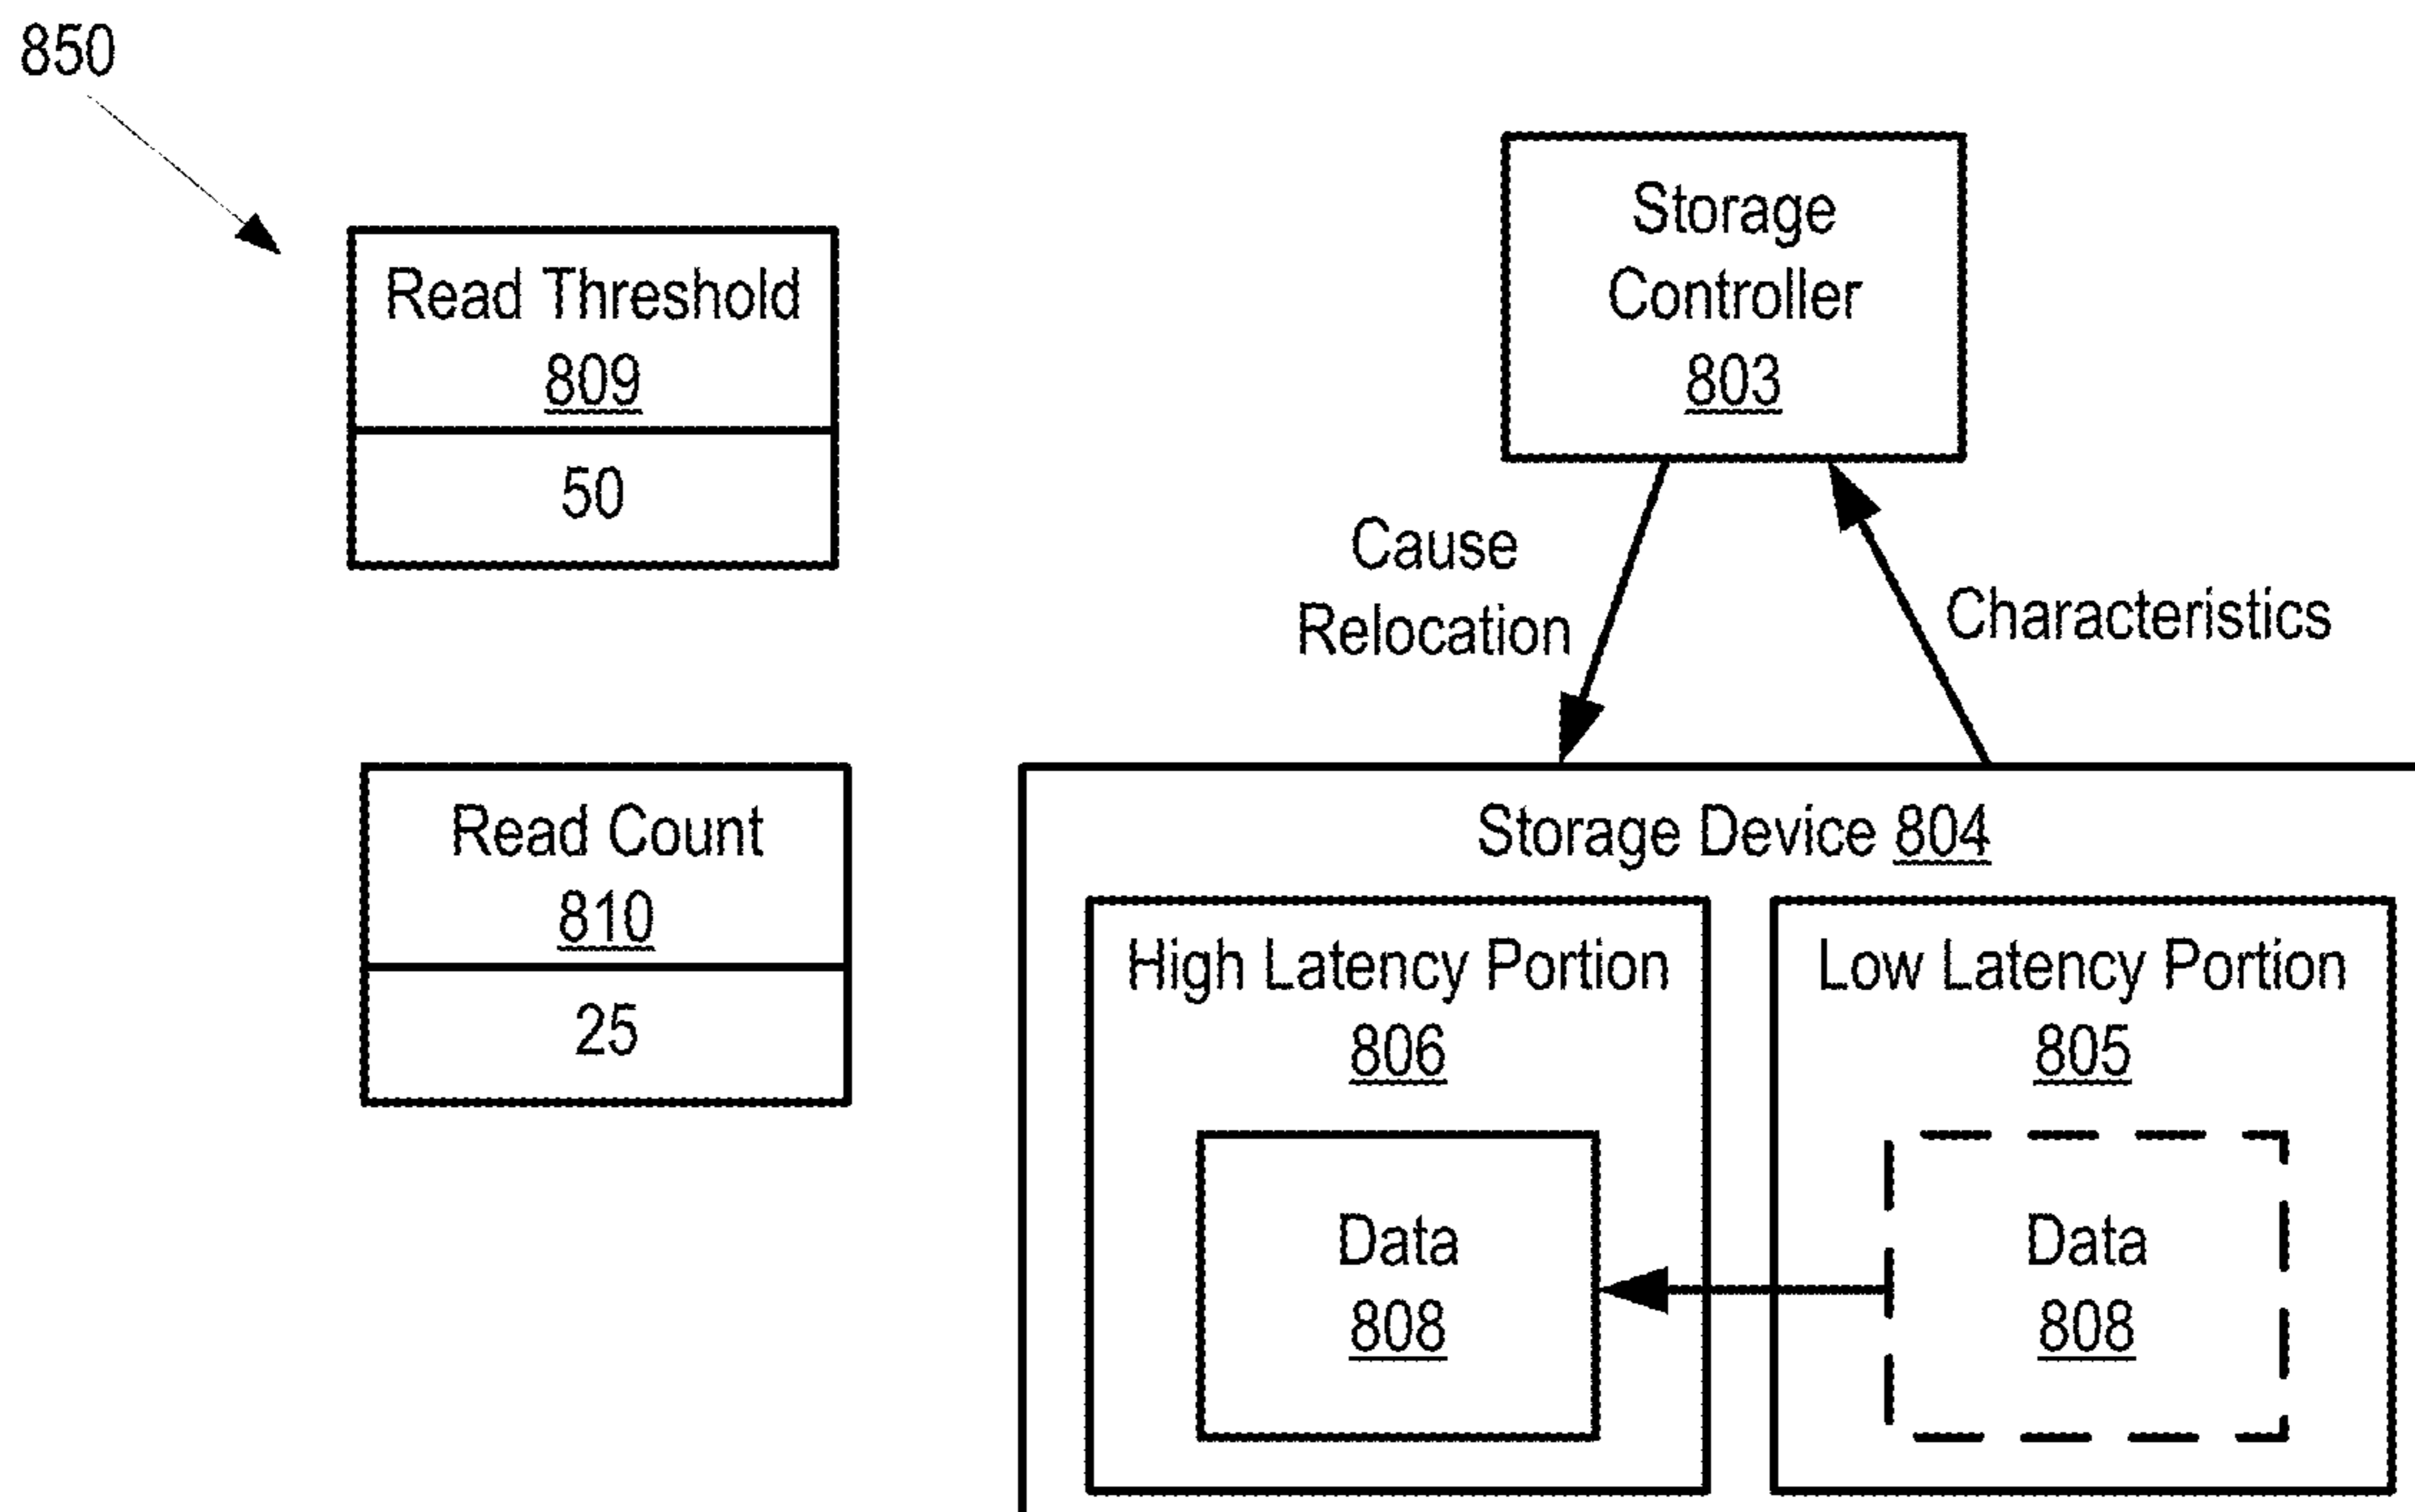 850
Read Threshold
809
50
Read Count
810
25
Storage
Controller
803
Cause
Relocation
Characteristics
Storage Device 804
High Latency Portion
806
Data
808
Low Latency Portion
805
Data
808